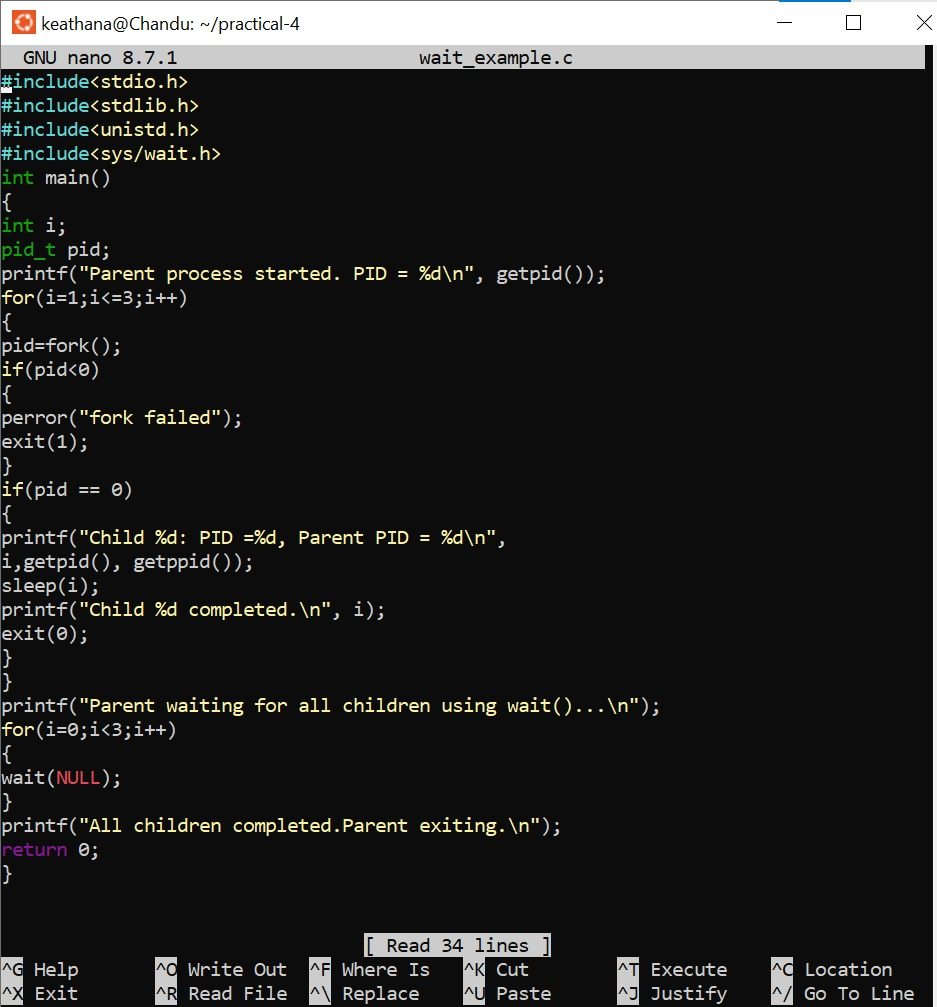 keathana@Chandu: ~/practical-4
GNU nano 8.7.1 wait_example.c
#include<stdio.h>
#include<stdlib.h>
#include<unistd.h>
#include<sys/wait.h>
int main()
{
int i;
pid_t pid;
printf("Parent process started. PID = %d\n", getpid());
for(i=1;i<=3;i++)
{
pid=fork();
if(pid<0)
{
perror("fork failed");
exit(1);
}
if(pid == 0)
{
printf("Child %d: PID =%d, Parent PID = %d\n",
i,getpid(), getppid());
sleep(i);
printf("Child %d completed.\n", i);
exit(0);
}
}
printf("Parent waiting for all children using wait()...\n");
for(i=0;i<3;i++)
{
wait(NULL);
}
printf("All children completed.Parent exiting.\n");
return 0;
}
[ Read 34 lines ]
^G Help ^O Write Out ^F Where Is ^K Cut ^T Execute ^C Location
^X Exit ^R Read File ^\ Replace ^U Paste ^J Justify ^/ Go To Line